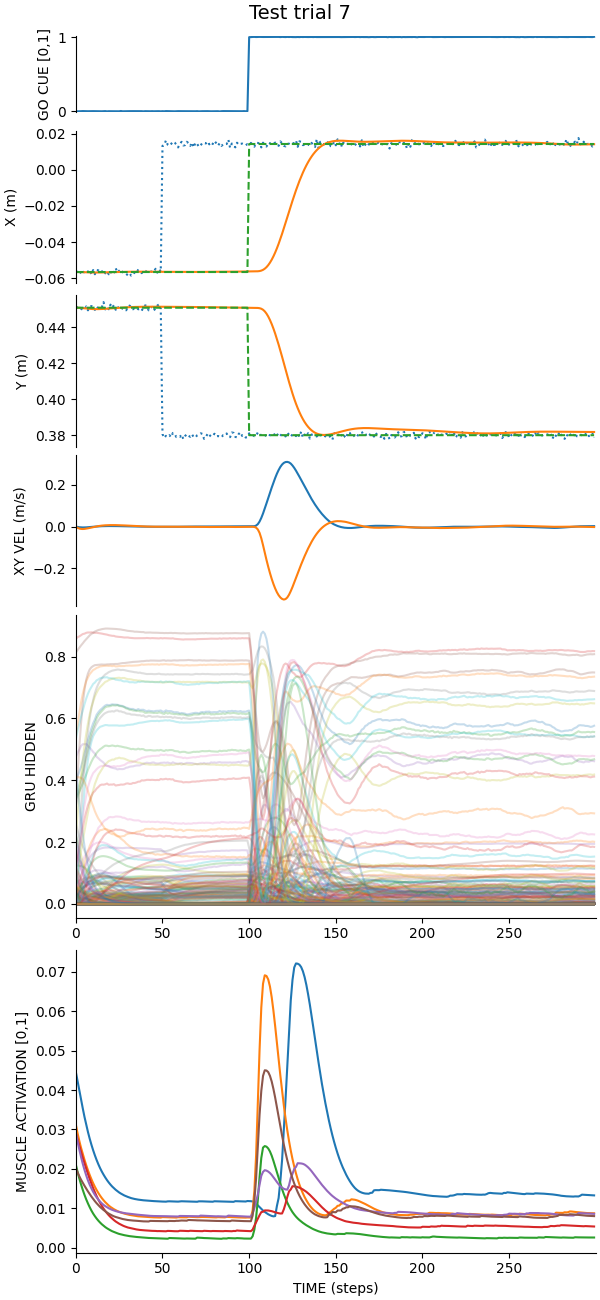 Test trial 7
GO CUE [0,1]
1
0
X (m)
0.02
0.00
−0.02
−0.04
−0.06
Y (m)
0.44
0.42
0.40
0.38
XY VEL (m/s)
0.2
0.0
−0.2
GRU HIDDEN
0.8
0.6
0.4
0.2
0.0
0 50 100 150 200 250
MUSCLE ACTIVATION [0,1]
0.07
0.06
0.05
0.04
0.03
0.02
0.01
0.00
0 50 100 150 200 250
TIME (steps)